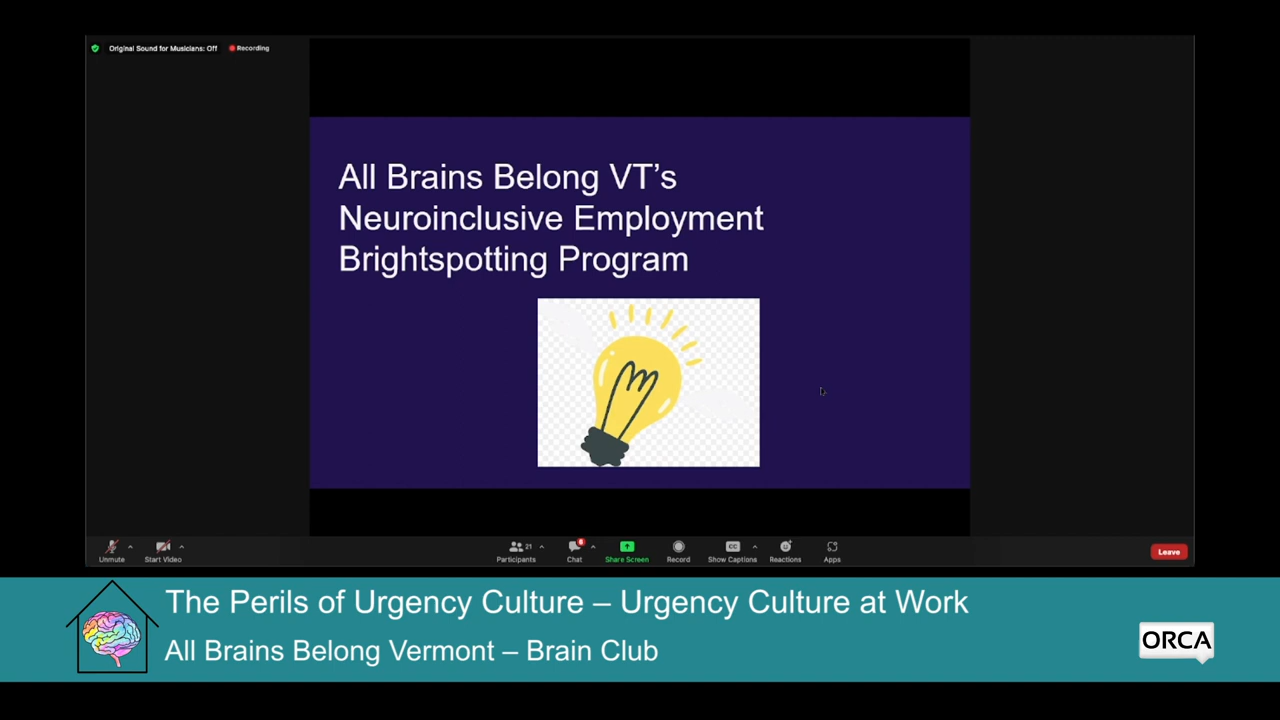 Original Sound for Musicians: Off
Recording
All Brains Belong VT’s
Neuroinclusive Employment
Brightspotting Program
Unmute
Start Video
21
Participants
6
Chat
Share Screen
Record
CC
Show Captions
Reactions
Apps
Leave
The Perils of Urgency Culture – Urgency Culture at Work
All Brains Belong Vermont – Brain Club
ORCA